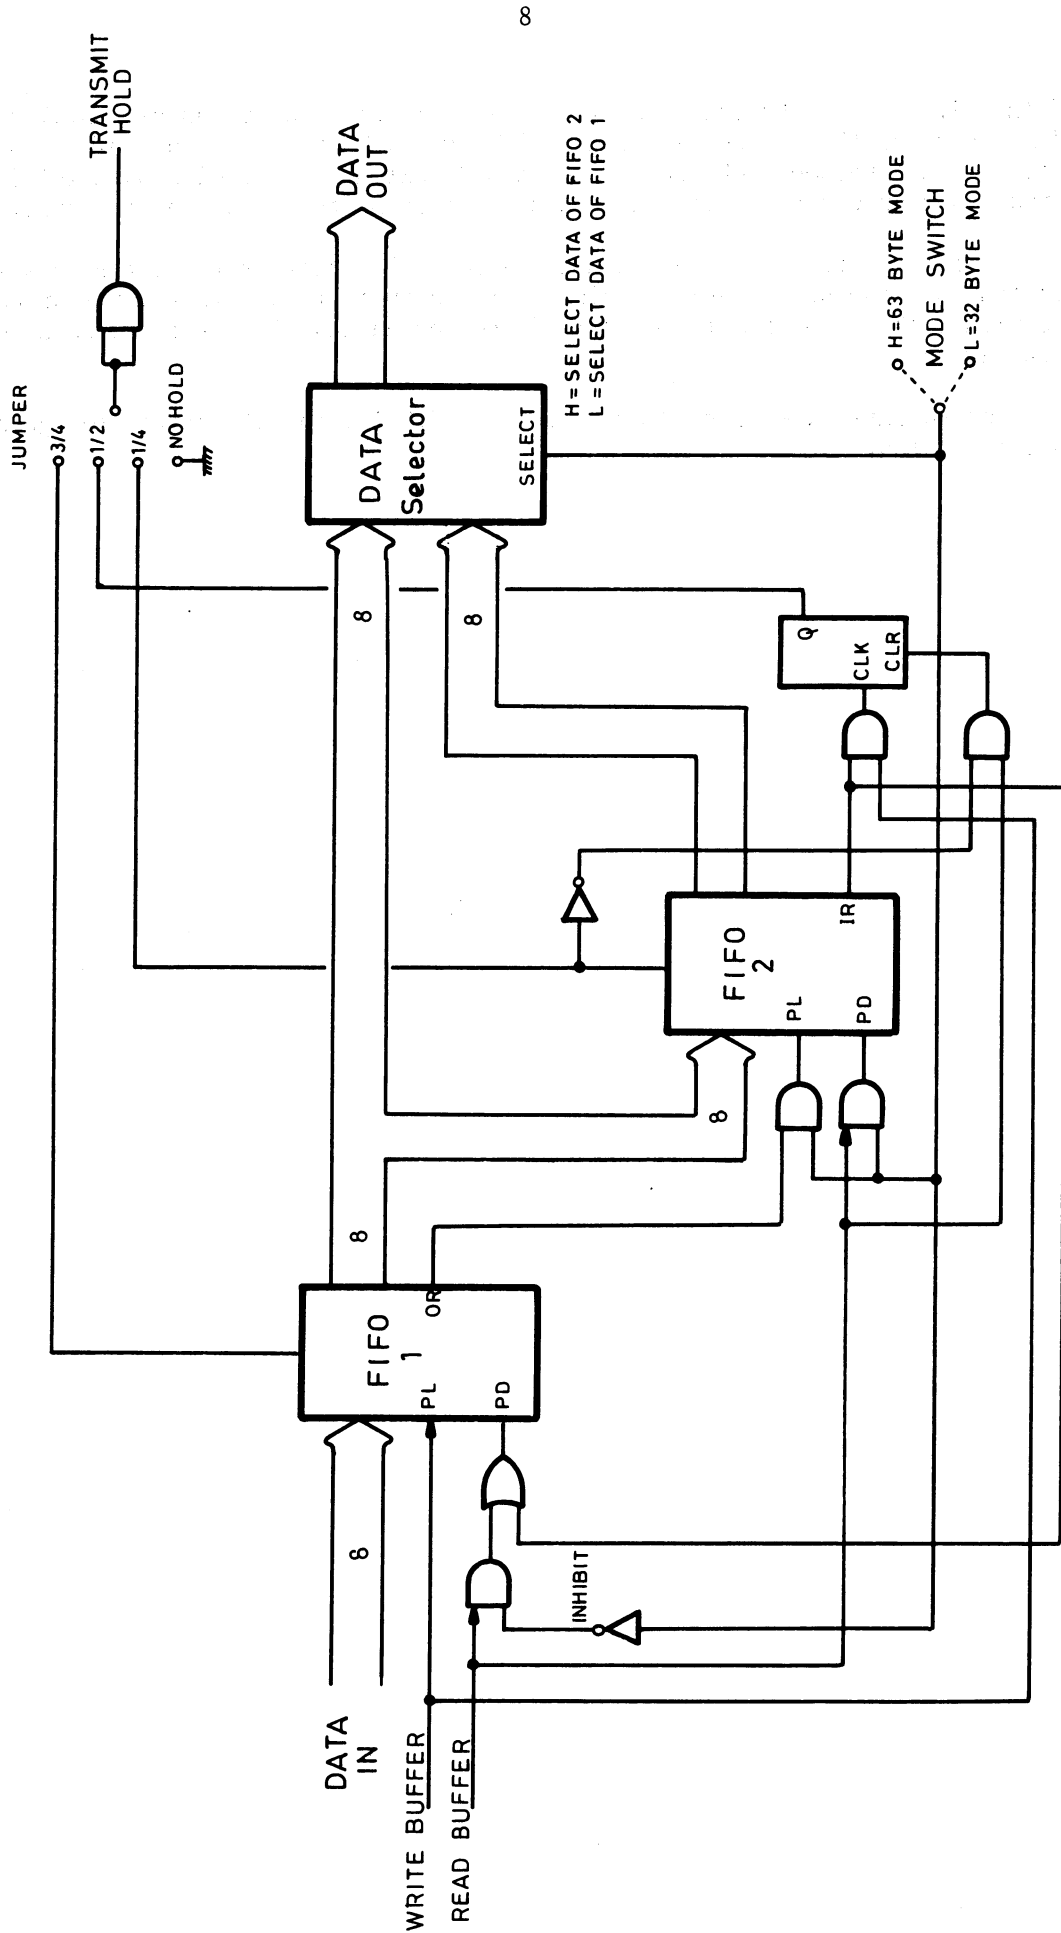 8
JUMPER
3/4
1/2
1/4
NO HOLD
TRANSMIT
HOLD
DATA
OUT
DATA
Selector
SELECT
H = SELECT DATA OF FIFO 2
L = SELECT DATA OF FIFO 1
H = 63 BYTE MODE
MODE SWITCH
L = 32 BYTE MODE
8
8
Q
CLK
CLR
FIFO
2
IR
PL
PD
8
8
FIFO
1
OR
PL
PD
8
INHIBIT
DATA
IN
WRITE BUFFER
READ BUFFER